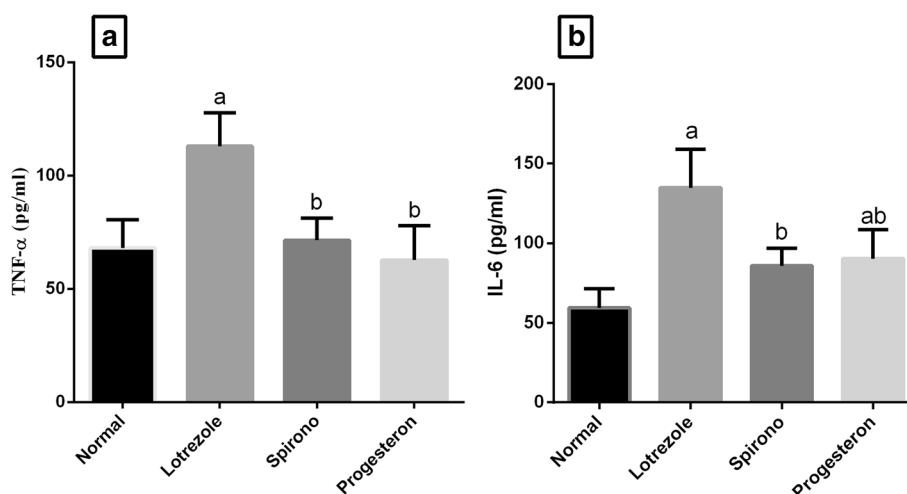 a
TNF-α (pg/ml)
150
100
50
0
a
b
b
Normal
Lotrezole
Spirono
Progesteron
b
IL-6 (pg/ml)
200
150
100
50
0
a
b
ab
Normal
Lotrezole
Spirono
Progesteron